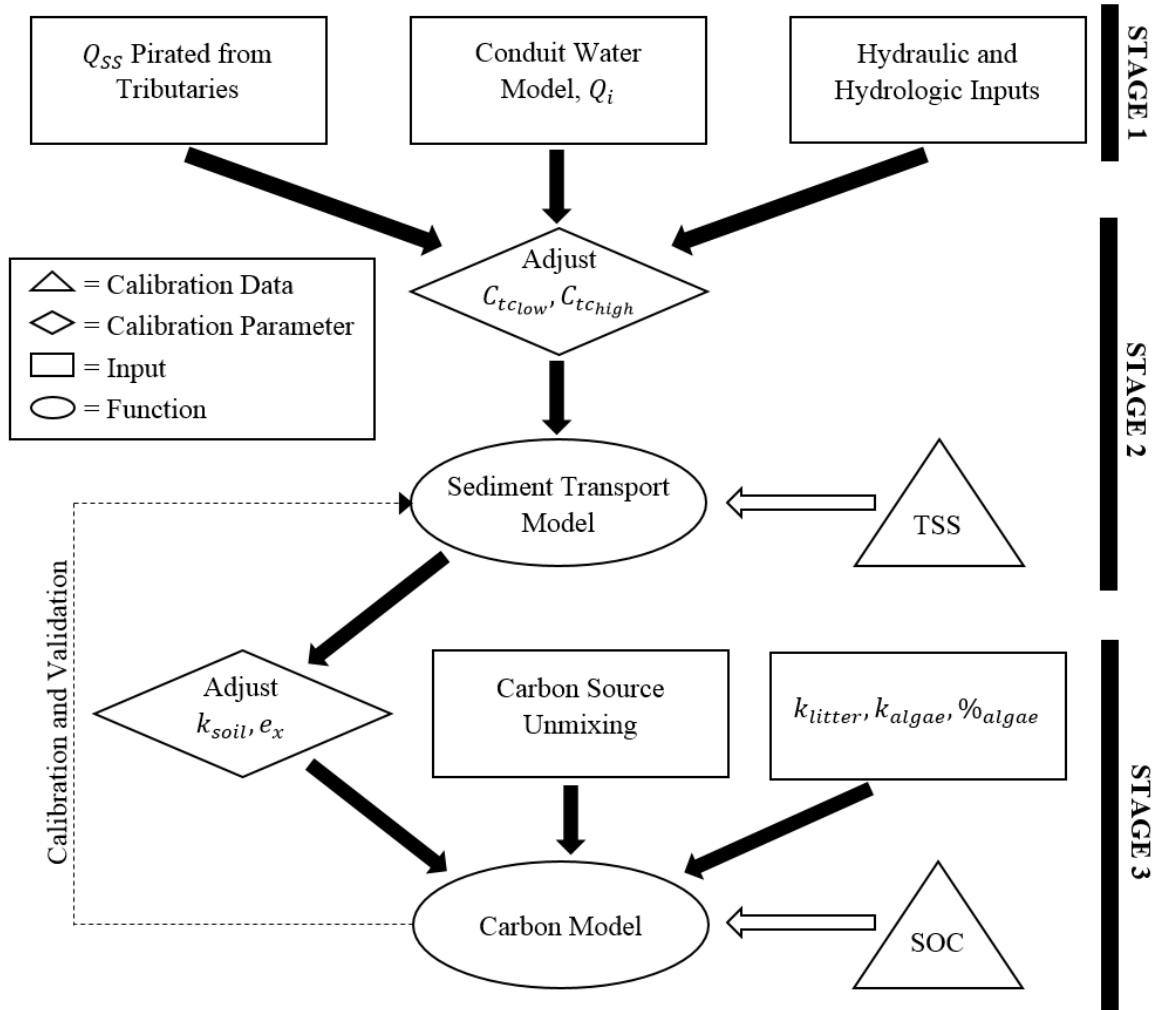 Q_SS Pirated from
Tributaries
Conduit Water
Model, Q_i
Hydraulic and
Hydrologic Inputs
STAGE 1
Adjust
C_tc_low, C_tc_high
= Calibration Data
= Calibration Parameter
= Input
= Function
STAGE 2
Sediment Transport
Model
TSS
Calibration and Validation
Adjust
k_soil, e_x
Carbon Source
Unmixing
k_litter, k_algae, %_algae
STAGE 3
Carbon Model
SOC